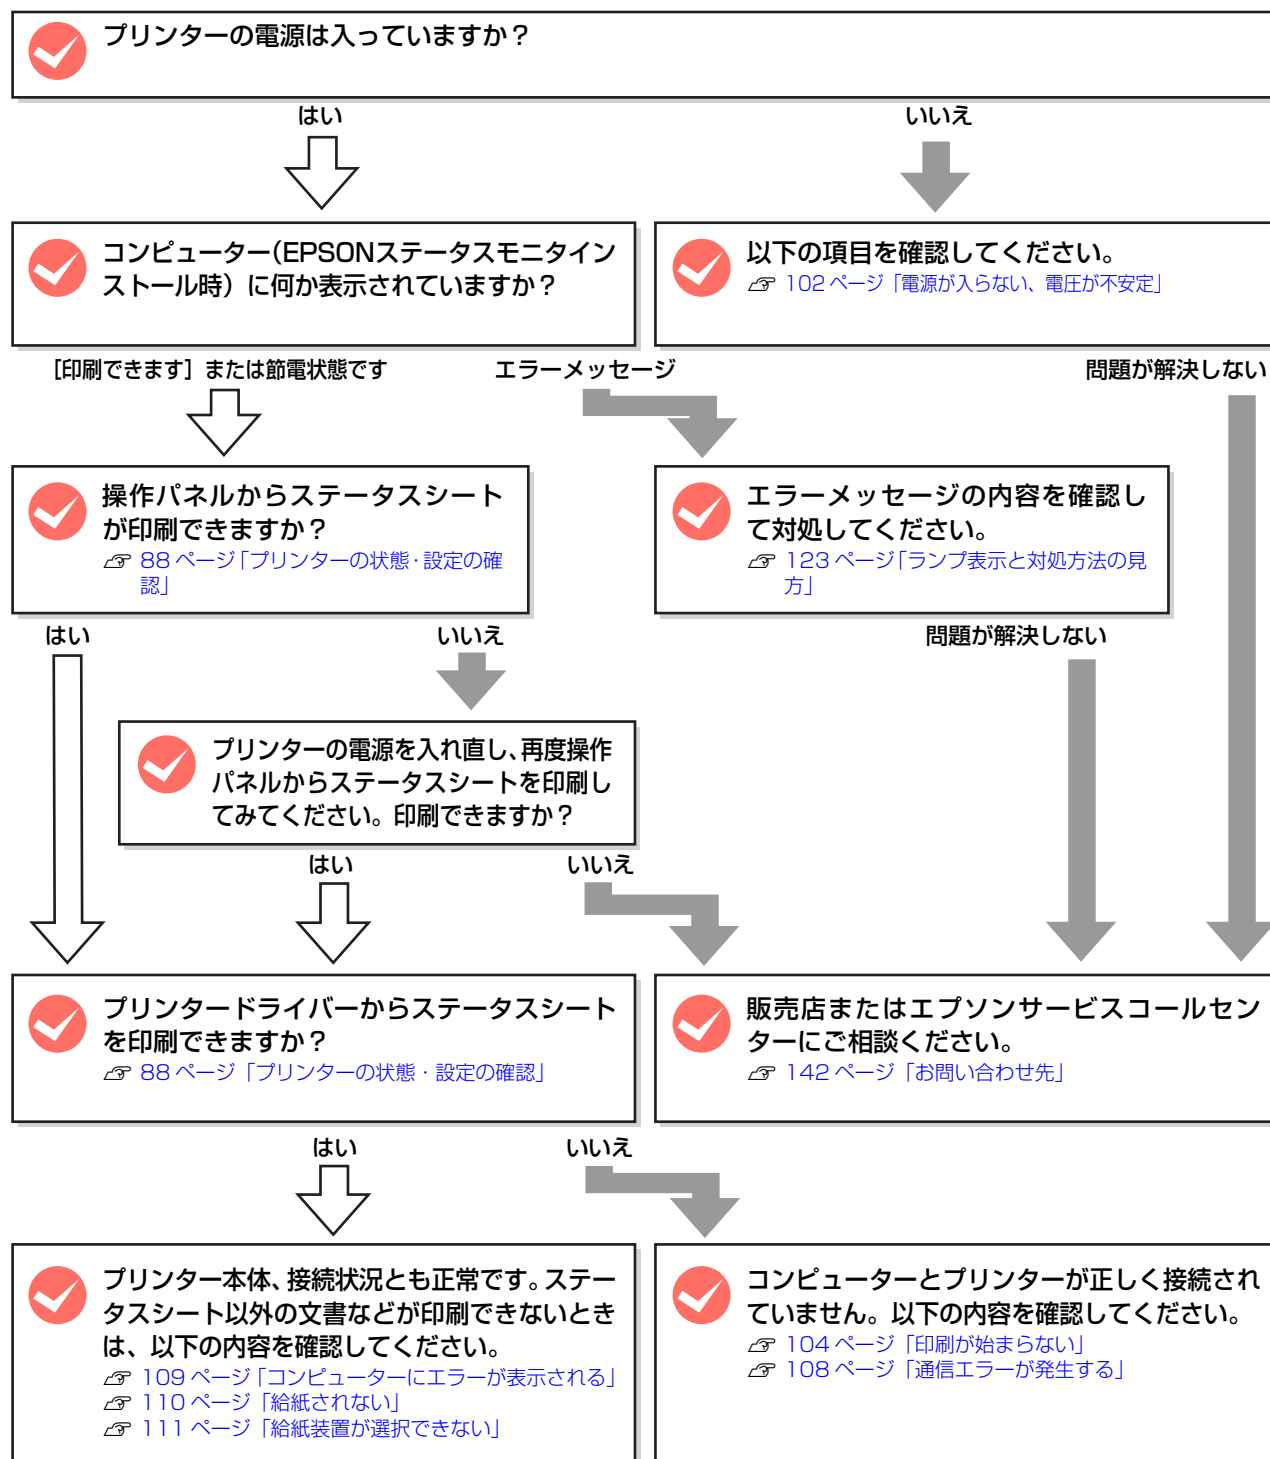 プリンターの電源は入っていますか？
はい
いいえ
コンピューター（EPSONステータスモニタイン
ストール時）に何か表示されていますか？
以下の項目を確認してください。
102 ページ「電源が入らない、電圧が不安定」
［印刷できます］または節電状態です
エラーメッセージ
問題が解決しない
操作パネルからステータスシート
が印刷できますか？
88 ページ「プリンターの状態・設定の確
認」
エラーメッセージの内容を確認し
て対処してください。
123 ページ「ランプ表示と対処方法の見
方」
はい
いいえ
問題が解決しない
プリンターの電源を入れ直し、再度操作
パネルからステータスシートを印刷し
てみてください。印刷できますか？
はい
いいえ
プリンタードライバーからステータスシート
を印刷できますか？
88 ページ「プリンターの状態・設定の確認」
販売店またはエプソンサービスコールセン
ターにご相談ください。
142 ページ「お問い合わせ先」
はい
いいえ
プリンター本体、接続状況とも正常です。ステー
タスシート以外の文書などが印刷できないとき
は、以下の内容を確認してください。
109 ページ「コンピューターにエラーが表示される」
110 ページ「給紙されない」
111 ページ「給紙装置が選択できない」
コンピューターとプリンターが正しく接続され
ていません。以下の内容を確認してください。
104 ページ「印刷が始まらない」
108 ページ「通信エラーが発生する」